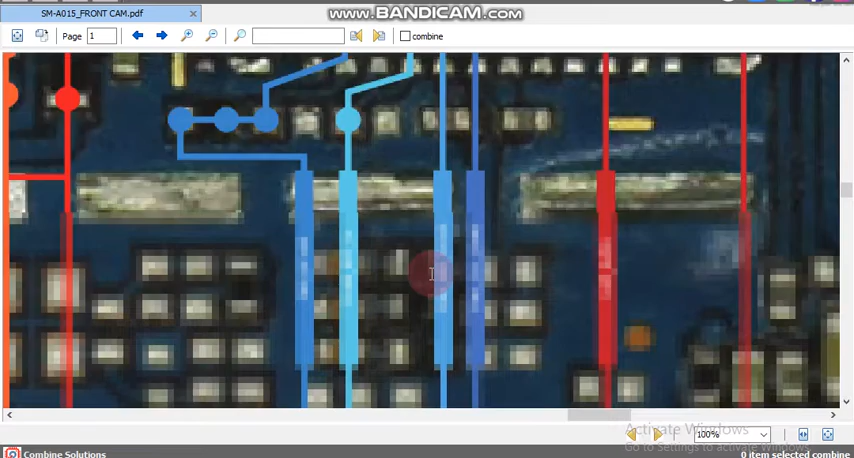 www.BANDICAM.com
SM-A015_FRONT CAM.pdf
Page 1
combine
Activate Windows
100%
Go to Settings to activate Windows.
Combine Solutions
0 item selected combine